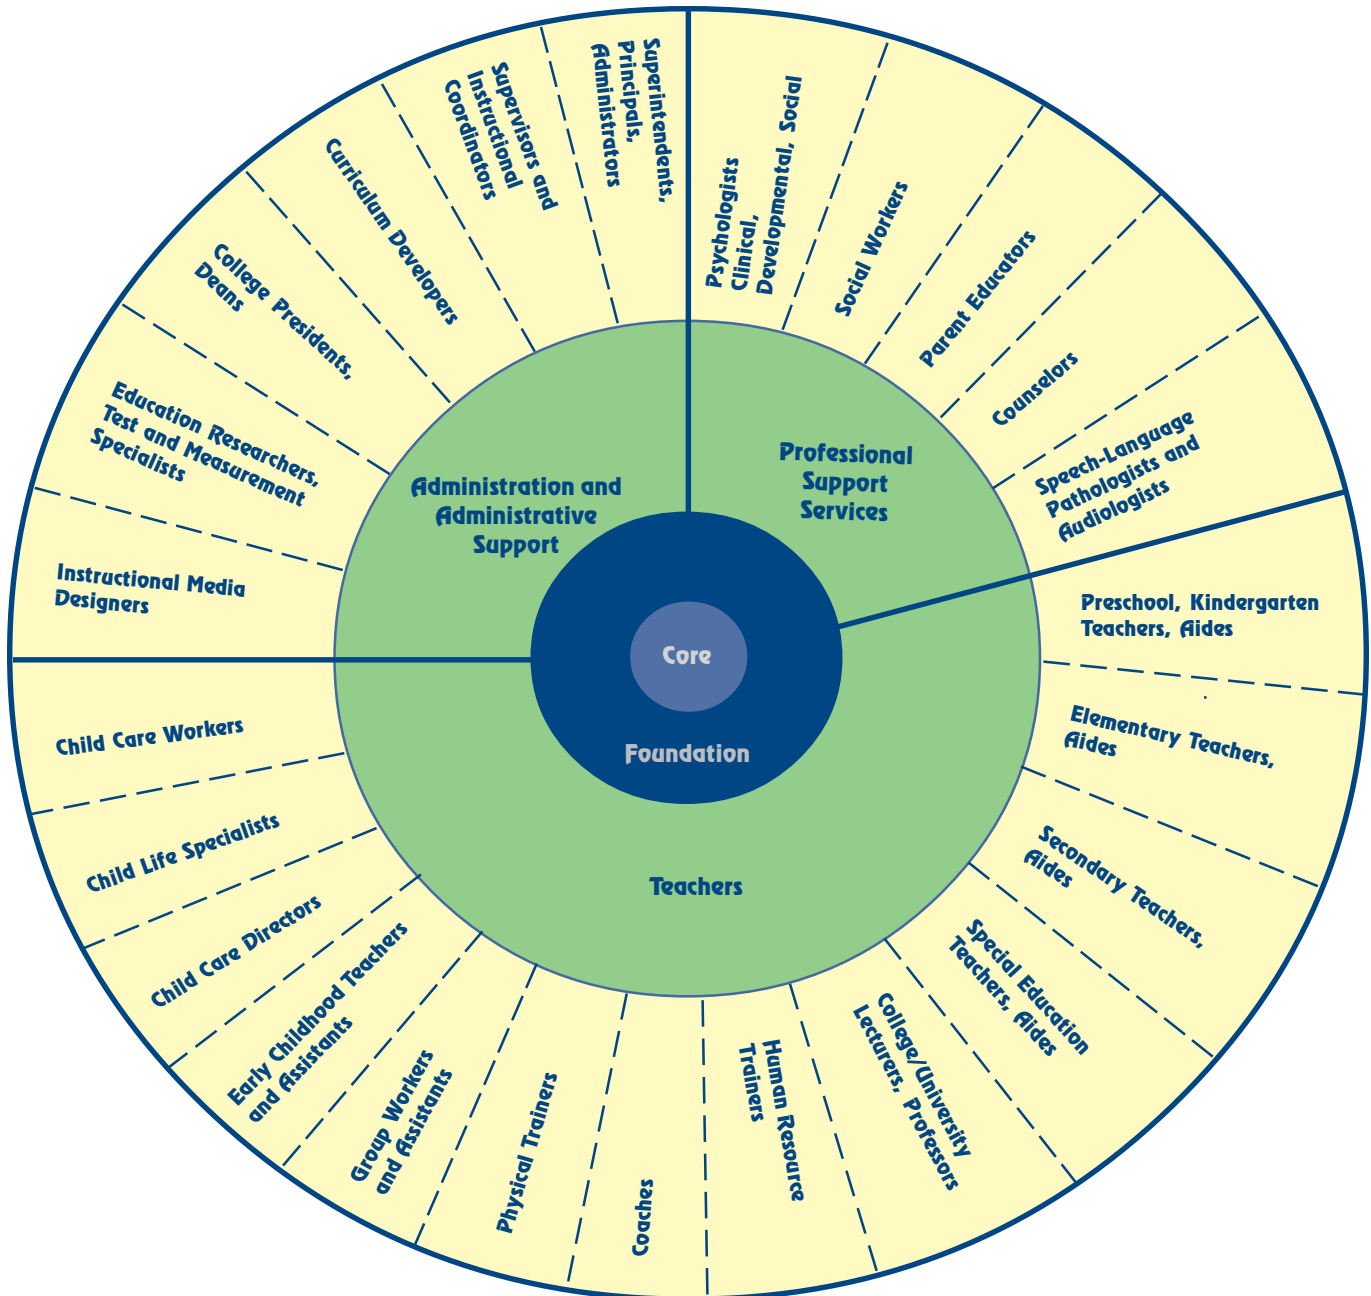 Superintendents,
Principals,
Administrators
Supervisors and
Instructional
Coordinators
Curriculum Developers
College Presidents,
Deans
Education Researchers,
Test and Measurement
Specialists
Instructional Media
Designers
Psychologists
Clinical,
Developmental, Social
Social Workers
Parent Educators
Counselors
Speech-Language
Pathologists and
Audiologists
Administration and
Administrative
Support
Professional
Support
Services
Core
Foundation
Teachers
Preschool, Kindergarten
Teachers, Aides
Elementary Teachers,
Aides
Secondary Teachers,
Aides
Special Education
Teachers, Aides
College/University
Lecturers, Professors
Human Resource
Trainers
Coaches
Physical Trainers
Group Workers
and Assistants
Early Childhood Teachers
and Assistants
Child Care Directors
Child Life Specialists
Child Care Workers